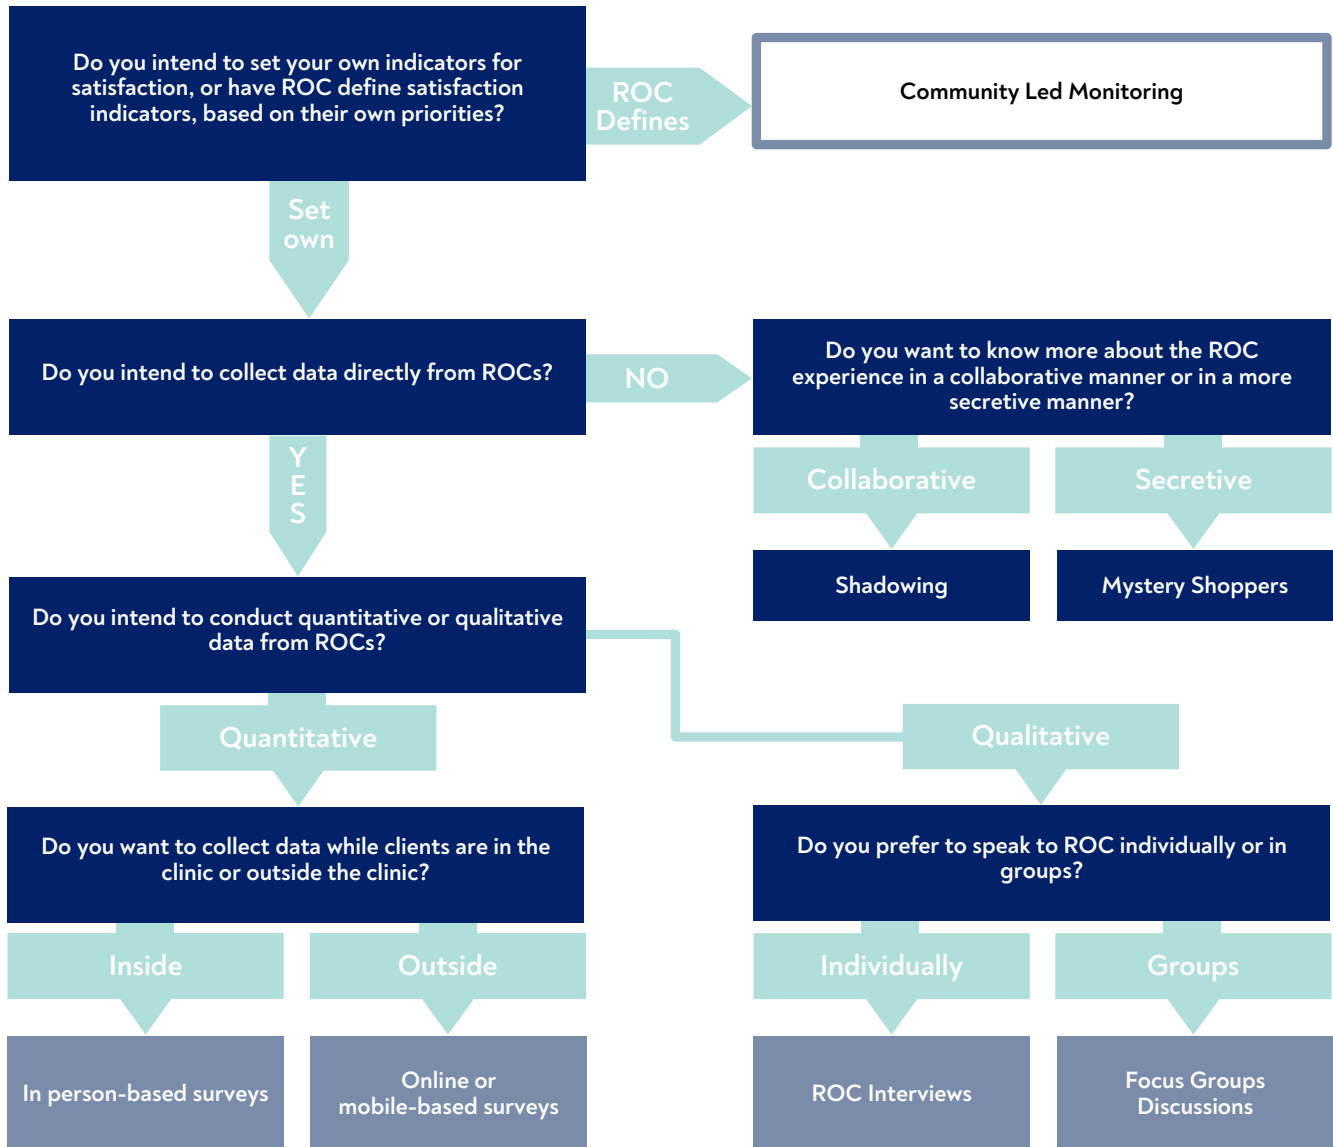 Do you intend to set your own indicators for
satisfaction, or have ROC define satisfaction
indicators, based on their own priorities?
ROC
Defines
Community Led Monitoring
Set
own
Do you intend to collect data directly from ROCs?
NO
Do you want to know more about the ROC
experience in a collaborative manner or in a more
secretive manner?
Y
E
S
Collaborative
Secretive
Shadowing
Mystery Shoppers
Do you intend to conduct quantitative or qualitative
data from ROCs?
Quantitative
Qualitative
Do you want to collect data while clients are in the
clinic or outside the clinic?
Do you prefer to speak to ROC individually or in
groups?
Inside
Outside
Individually
Groups
In person-based surveys
Online or
mobile-based surveys
ROC Interviews
Focus Groups
Discussions